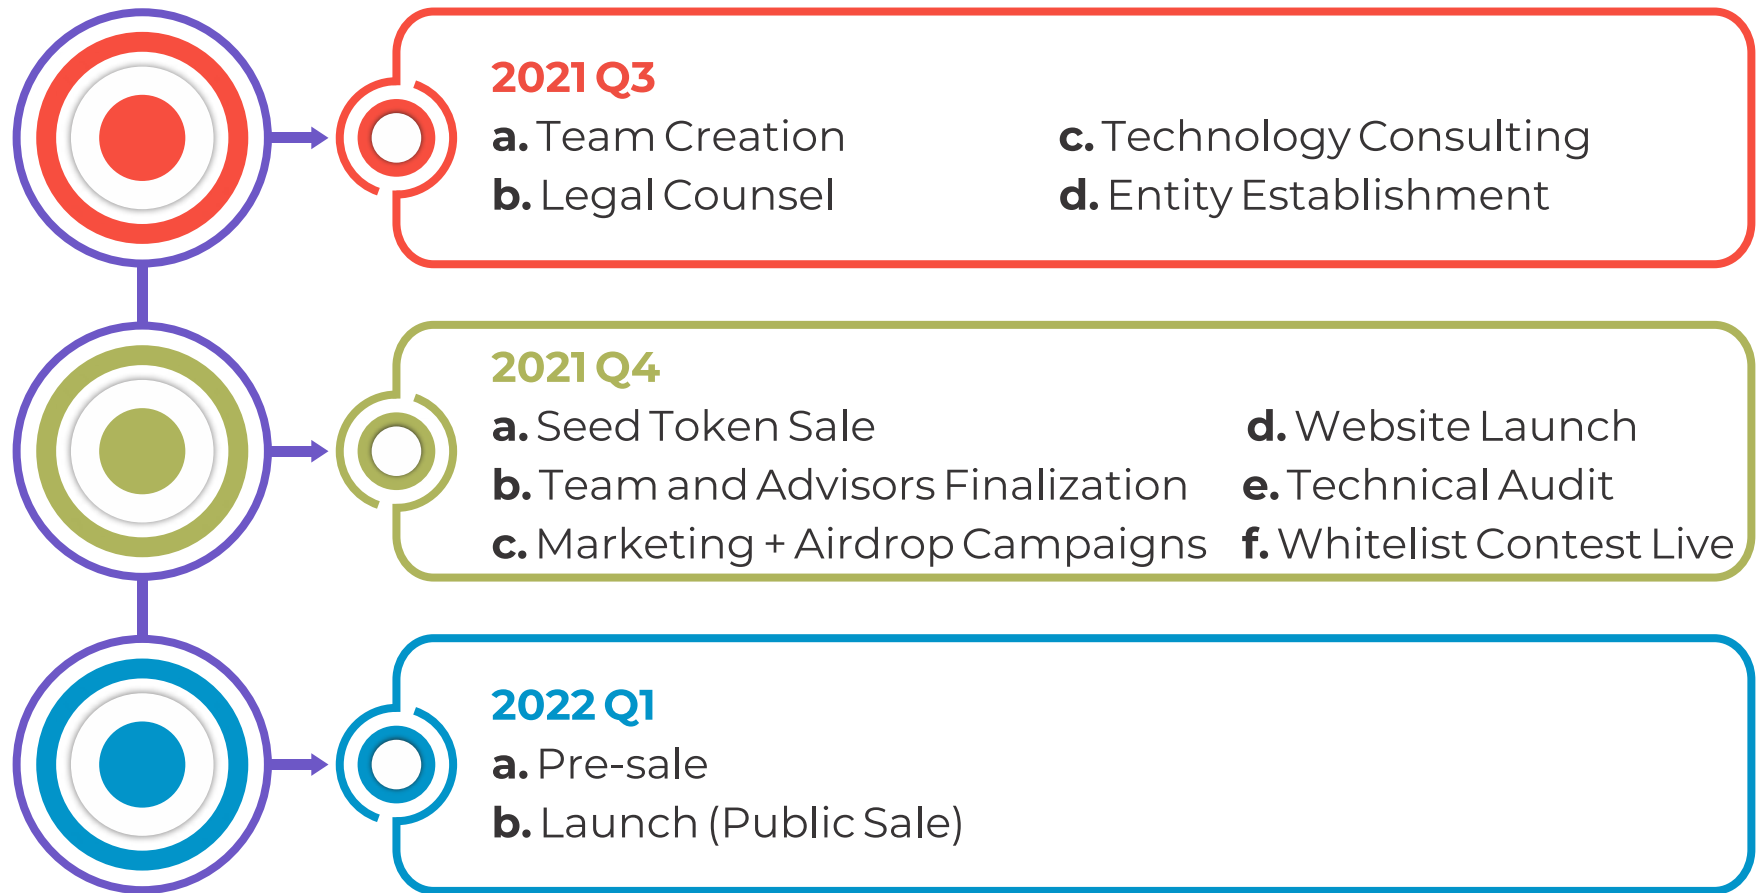 2021 Q3
a. Team Creation
b. Legal Counsel
c. Technology Consulting
d. Entity Establishment
2021 Q4
a. Seed Token Sale
b. Team and Advisors Finalization
c. Marketing + Airdrop Campaigns
d. Website Launch
e. Technical Audit
f. Whitelist Contest Live
2022 Q1
a. Pre-sale
b. Launch (Public Sale)